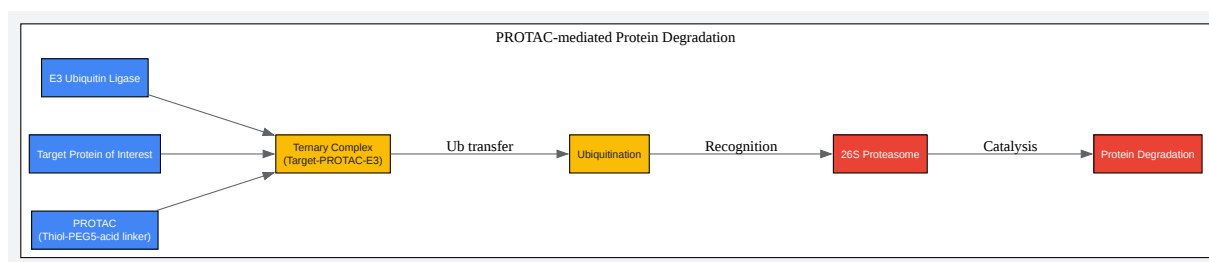 PROTAC-mediated Protein Degradation
E3 Ubiquitin Ligase
Target Protein of Interest
PROTAC
(Thiol-PEG5-acid linker)
Ternary Complex
(Target-PROTAC-E3)
Ub transfer
Ubiquitination
Recognition
26S Proteasome
Catalysis
Protein Degradation